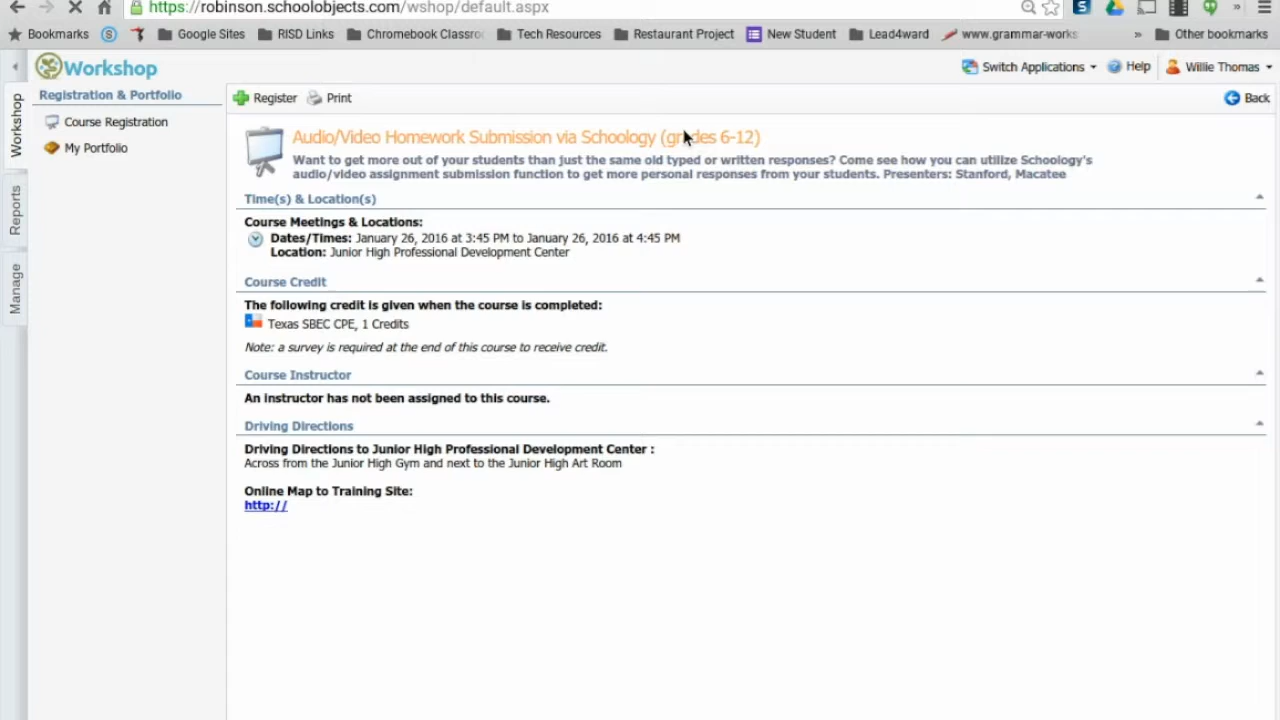 https://robinson.schoolobjects.com/wshop/default.aspx
Bookmarks Google Sites RISD Links Chromebook Classro Tech Resources Restaurant Project New Student Lead4ward www.grammar-works » Other bookmarks
Workshop
Switch Applications Help Willie Thomas
Registration & Portfolio
Register Print Back
Course Registration
My Portfolio
Workshop
Reports
Manage
Audio/Video Homework Submission via Schoology (grades 6-12)
Want to get more out of your students than just the same old typed or written responses? Come see how you can utilize Schoology's
audio/video assignment submission function to get more personal responses from your students. Presenters: Stanford, Macatee
Time(s) & Location(s)
Course Meetings & Locations:
Dates/Times: January 26, 2016 at 3:45 PM to January 26, 2016 at 4:45 PM
Location: Junior High Professional Development Center
Course Credit
The following credit is given when the course is completed:
Texas SBEC CPE, 1 Credits
Note: a survey is required at the end of this course to receive credit.
Course Instructor
An instructor has not been assigned to this course.
Driving Directions
Driving Directions to Junior High Professional Development Center :
Across from the Junior High Gym and next to the Junior High Art Room
Online Map to Training Site:
http://